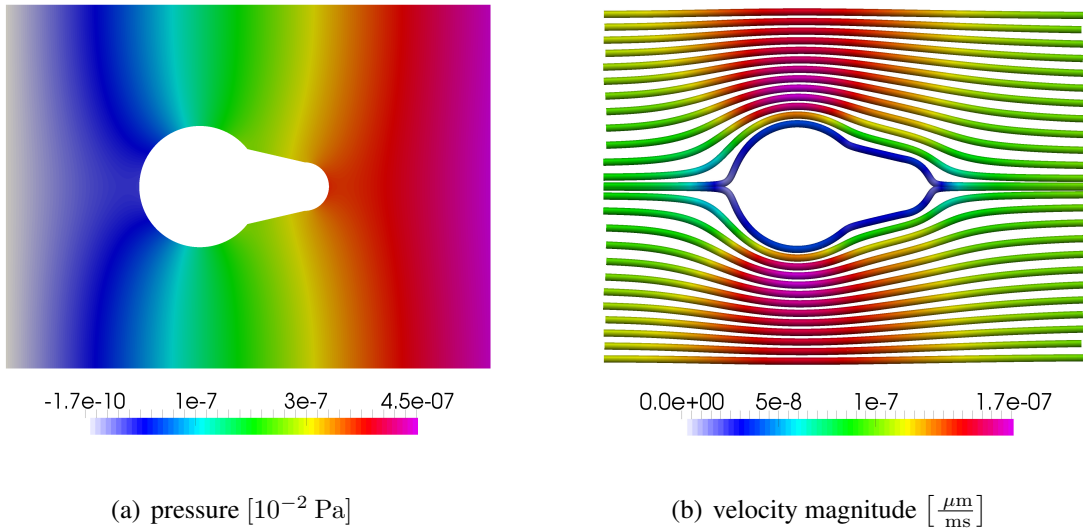 -1.7e-10 1e-7 3e-7 4.5e-07
0.0e+00 5e-8 1e-7 1.7e-07
(a) pressure [10⁻² Pa]
(b) velocity magnitude [μm/ms]